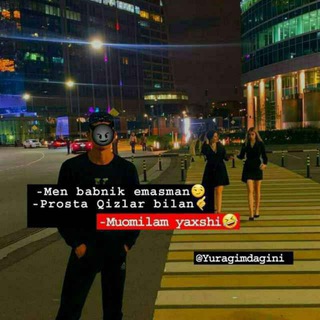 -Men babnik emasman😏
-Prosta Qizlar bilan🤌
-Muomilam yaxshi🤣
@Yuragimdagini